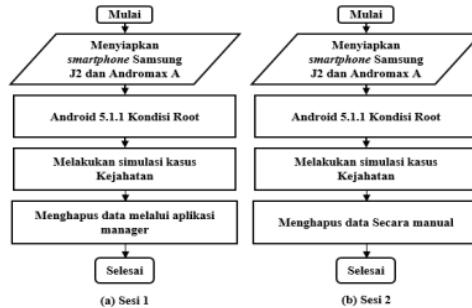 Mulai
Menyiapkan
smartphone Samsung
J2 dan Andromax A
Android 5.1.1 Kondisi Root
Melakukan simulasi kasus
Kejahatan
Menghapus data melalui aplikasi
manager
Selesai
(a) Sesi 1
Mulai
Menyiapkan
smartphone Samsung
J2 dan Andromax A
Android 5.1.1 Kondisi Root
Melakukan simulasi kasus
Kejahatan
Menghapus data Secara manual
Selesai
(b) Sesi 2